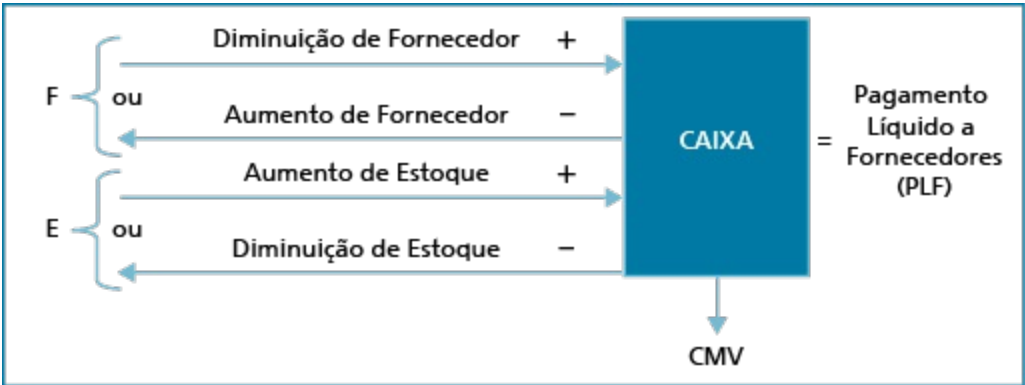 Diminuição de Fornecedor +
F ou
Aumento de Fornecedor –
Aumento de Estoque +
E ou
Diminuição de Estoque –
CAIXA
=
Pagamento
Líquido a
Fornecedores
(PLF)
CMV